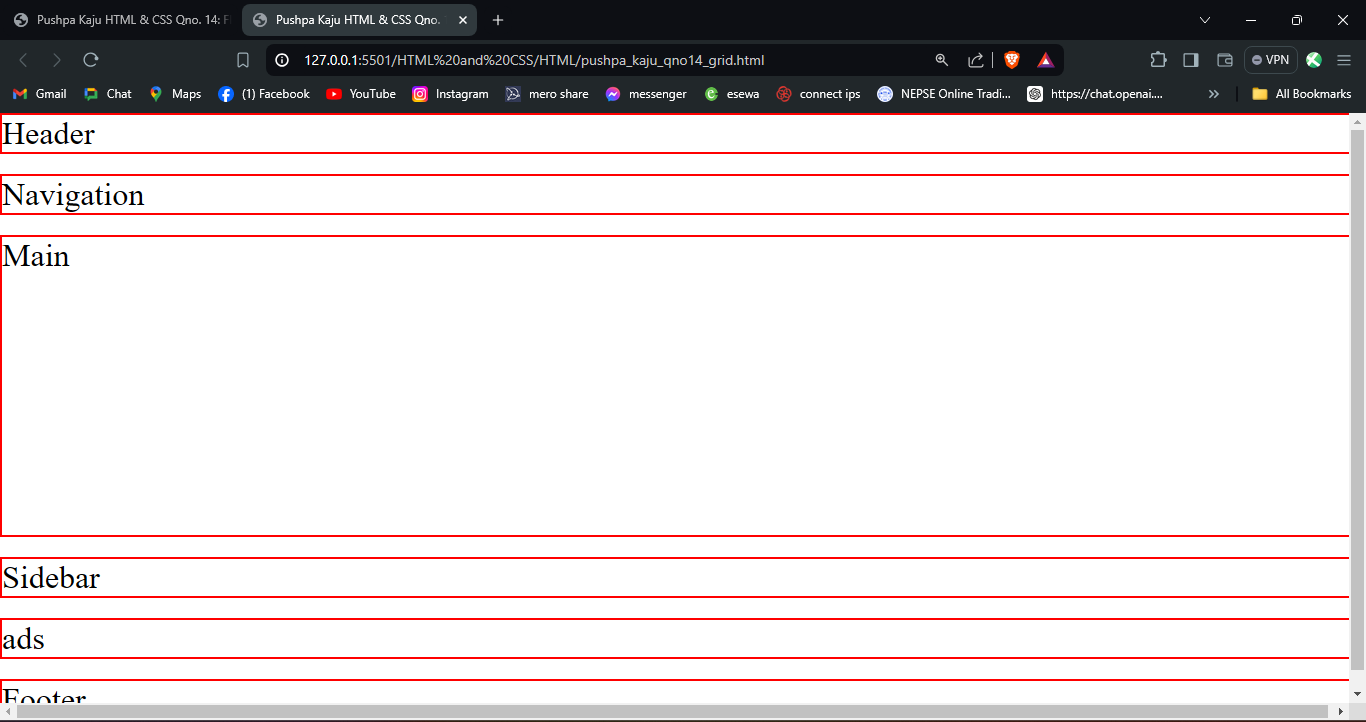 Pushpa Kaju HTML & CSS Qno. 14: F
Pushpa Kaju HTML & CSS Qno.
127.0.0.1:5501/HTML%20and%20CSS/HTML/pushpa_kaju_qno14_grid.html
VPN
Gmail Chat Maps (1) Facebook YouTube Instagram mero share messenger esewa connect ips NEPSE Online Tradi... https://chat.openai.... All Bookmarks
Header
Navigation
Main
Sidebar
ads
Footer